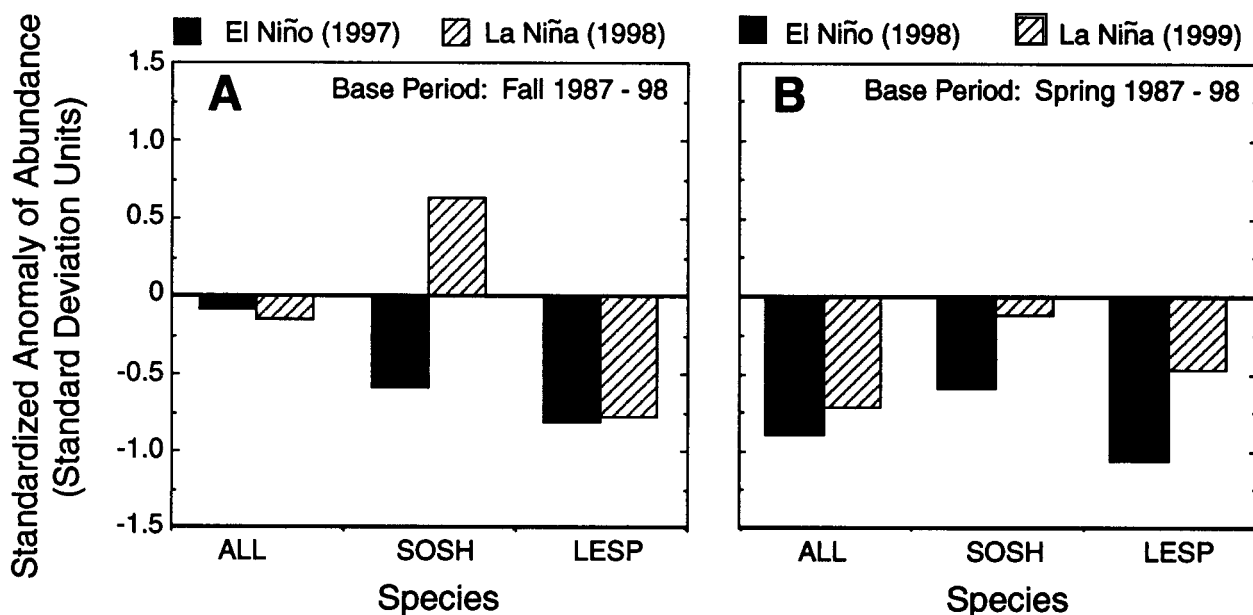 El Niño (1997) La Niña (1998)
El Niño (1998) La Niña (1999)
Standardized Anomaly of Abundance
(Standard Deviation Units)
1.5
1.0
0.5
0
-0.5
-1.0
-1.5
A
Base Period: Fall 1987 - 98
ALL SOSH LESP
Species
B
Base Period: Spring 1987 - 98
ALL SOSH LESP
Species